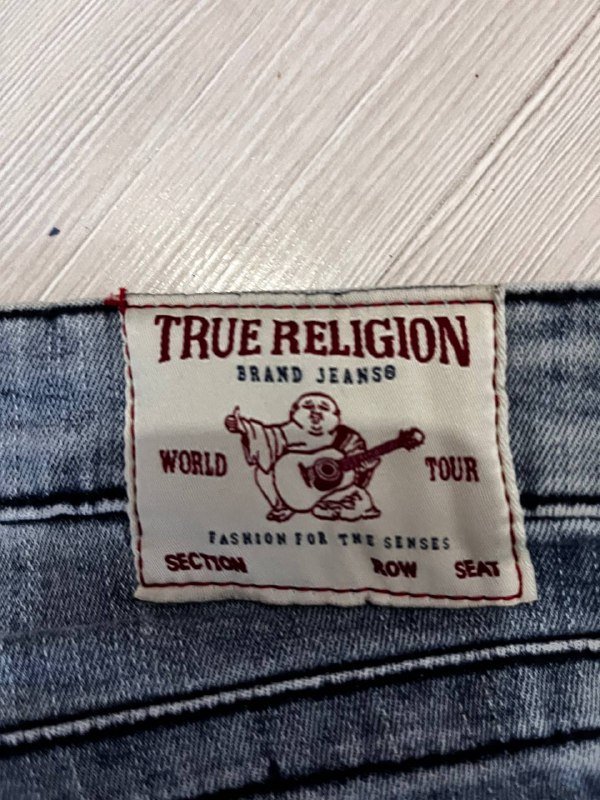 TRUE RELIGION
BRAND JEANS®
WORLD TOUR
FASHION FOR THE SENSES
SECTION ROW SEAT